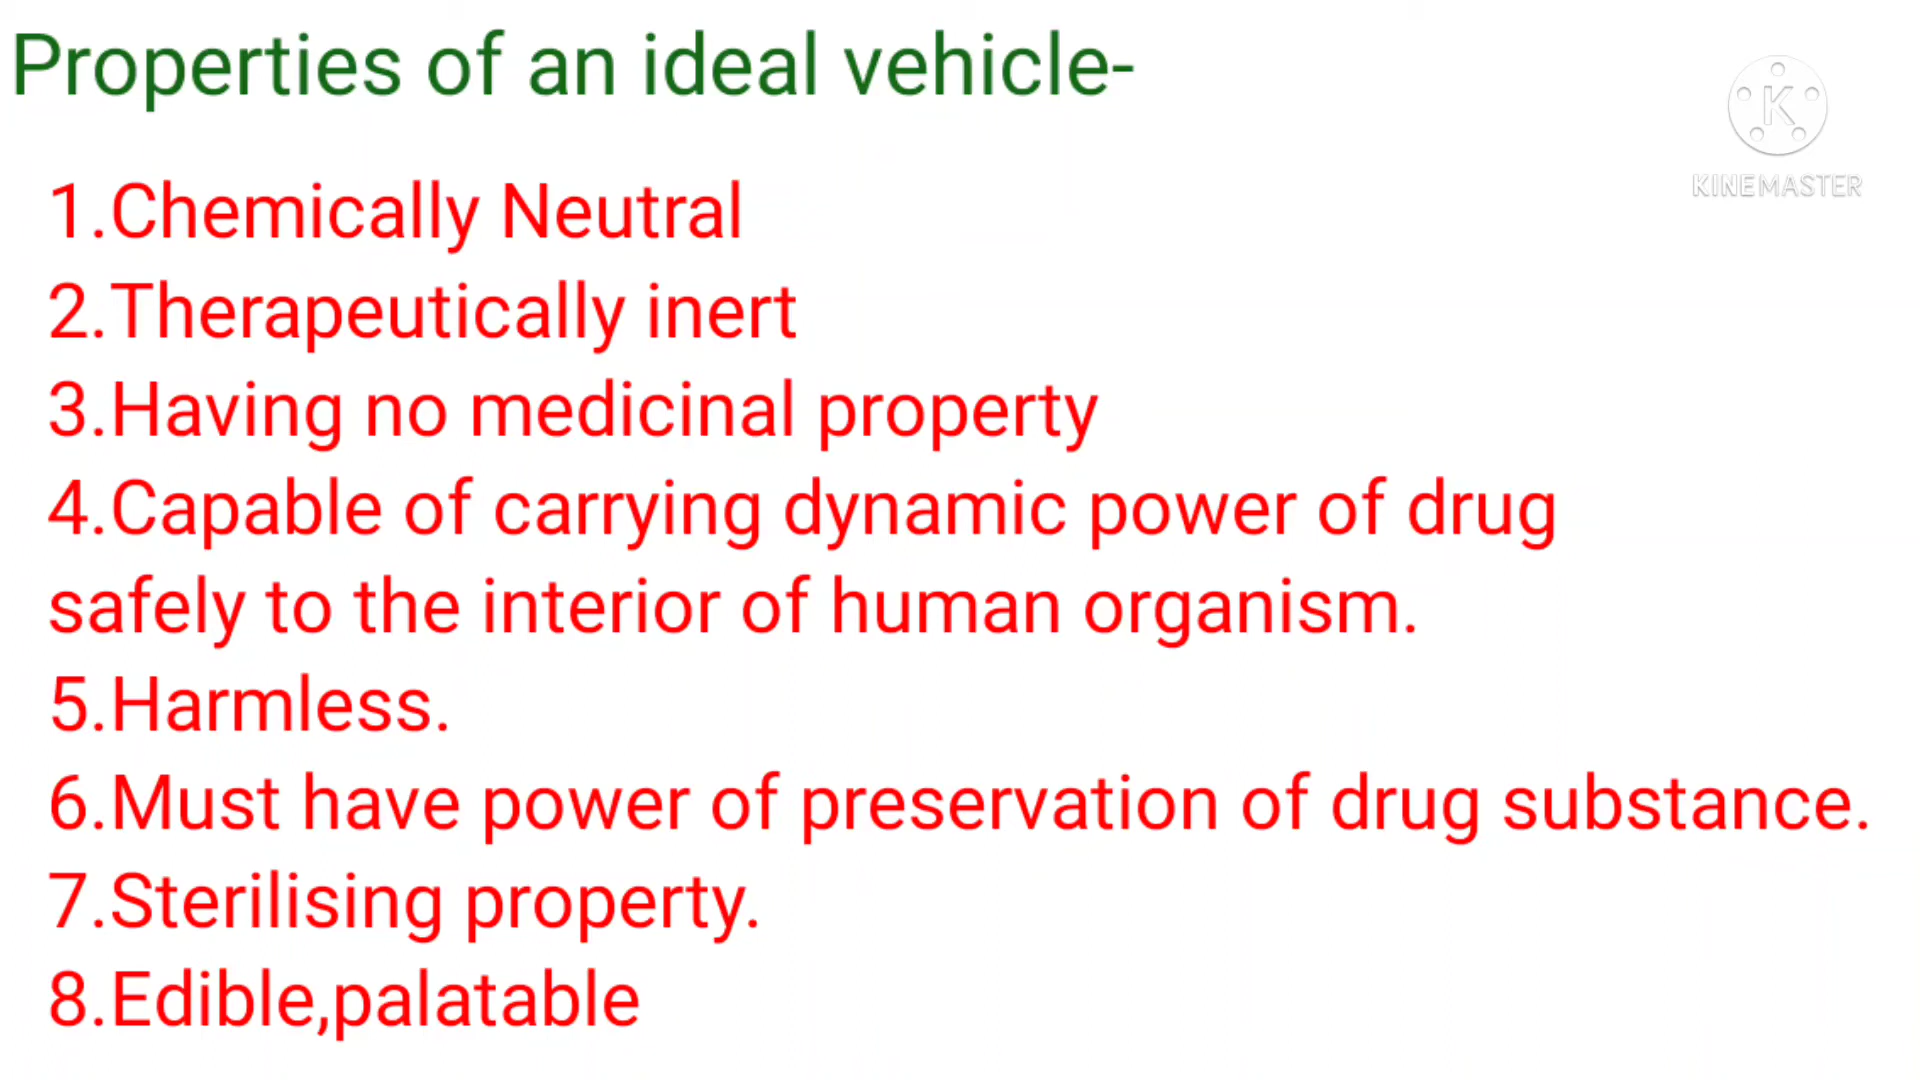 Properties of an ideal vehicle-
K
KINEMASTER
1.Chemically Neutral
2.Therapeutically inert
3.Having no medicinal property
4.Capable of carrying dynamic power of drug
safely to the interior of human organism.
5.Harmless.
6.Must have power of preservation of drug substance.
7.Sterilising property.
8.Edible,palatable